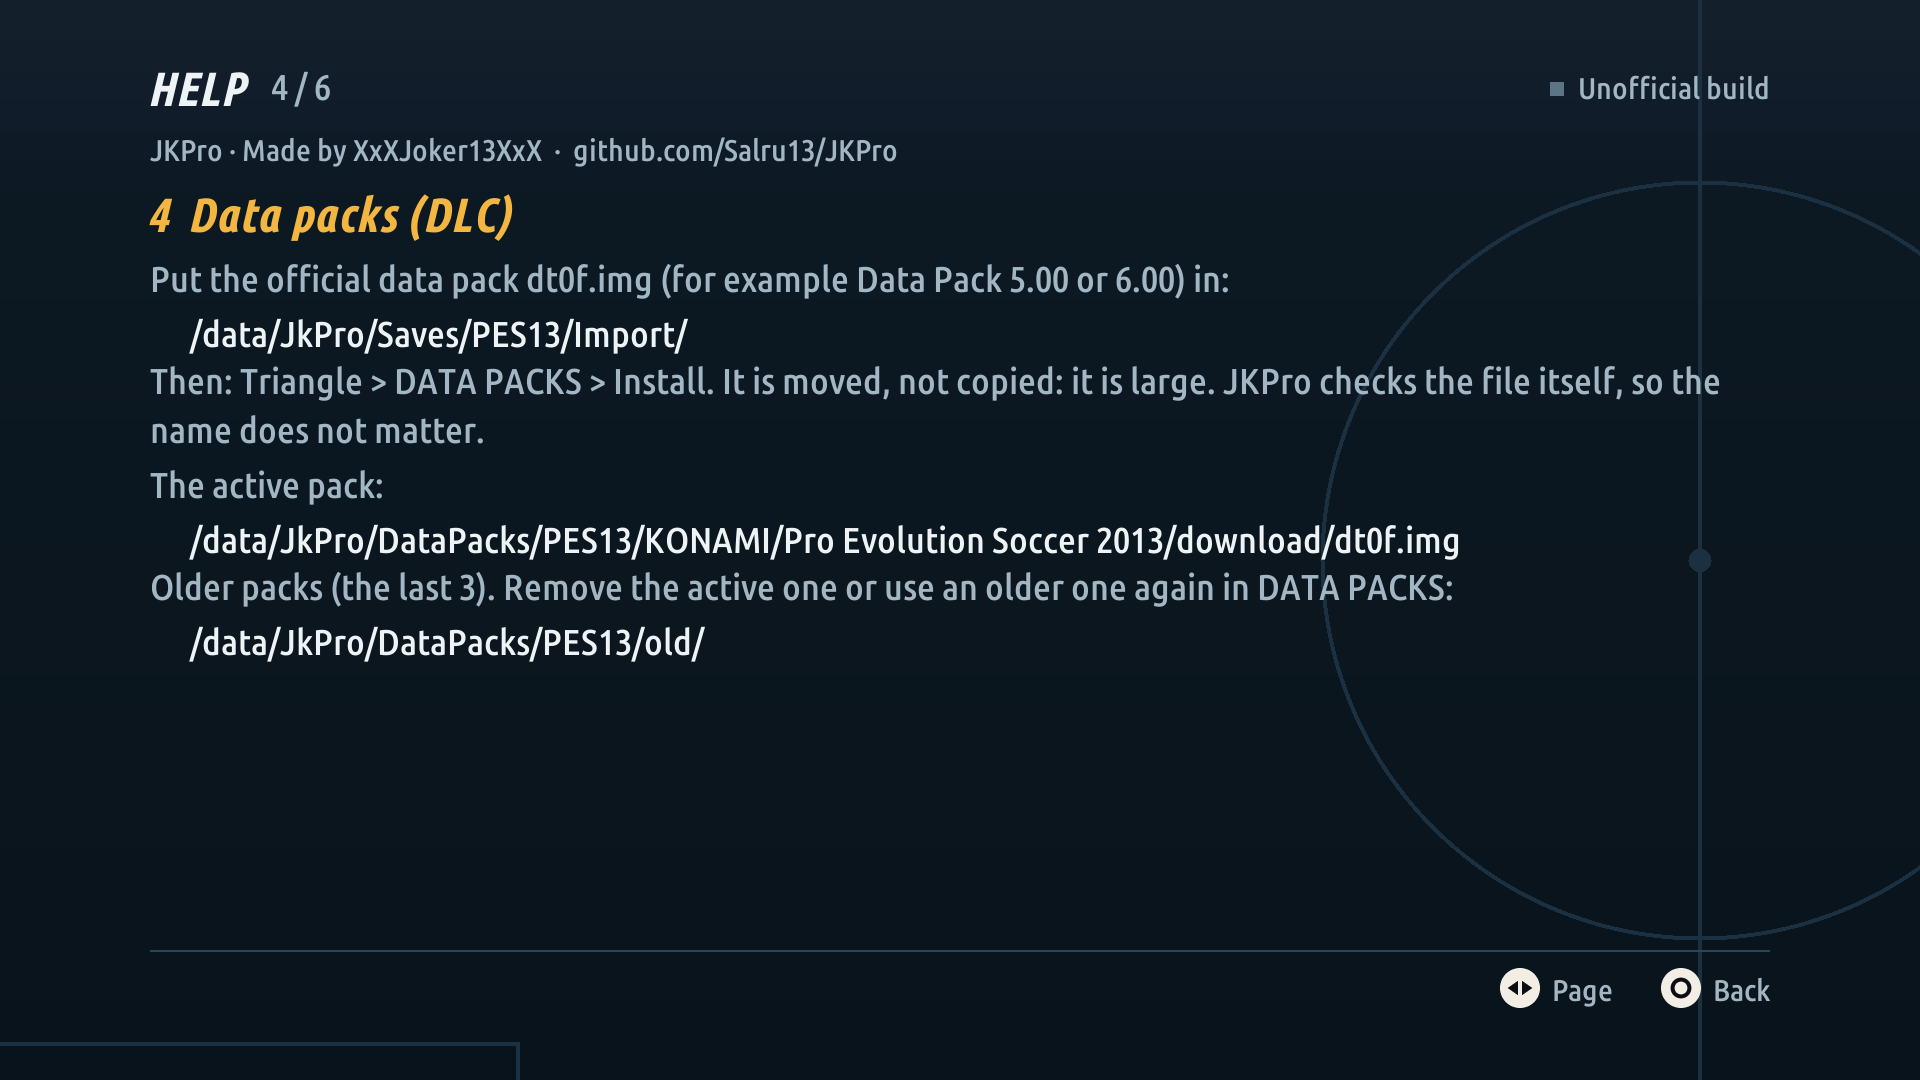 HELP 4 / 6
Unofficial build
JKPro · Made by XxXJoker13XxX · github.com/Salru13/JKPro
4 Data packs (DLC)
Put the official data pack dt0f.img (for example Data Pack 5.00 or 6.00) in:
/data/JkPro/Saves/PES13/Import/
Then: Triangle > DATA PACKS > Install. It is moved, not copied: it is large. JKPro checks the file itself, so the
name does not matter.
The active pack:
/data/JkPro/DataPacks/PES13/KONAMI/Pro Evolution Soccer 2013/download/dt0f.img
Older packs (the last 3). Remove the active one or use an older one again in DATA PACKS:
/data/JkPro/DataPacks/PES13/old/
Page
Back